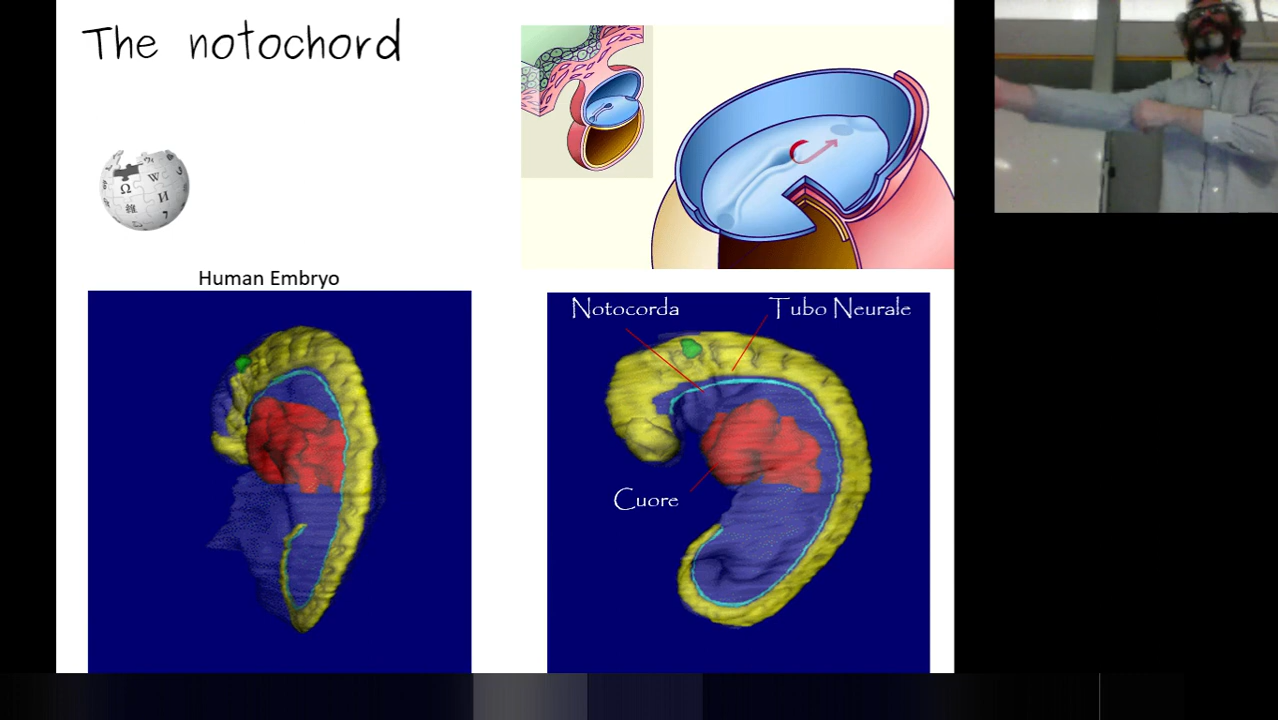 The notochord
Human Embryo
Notocorda
Tubo Neurale
Cuore